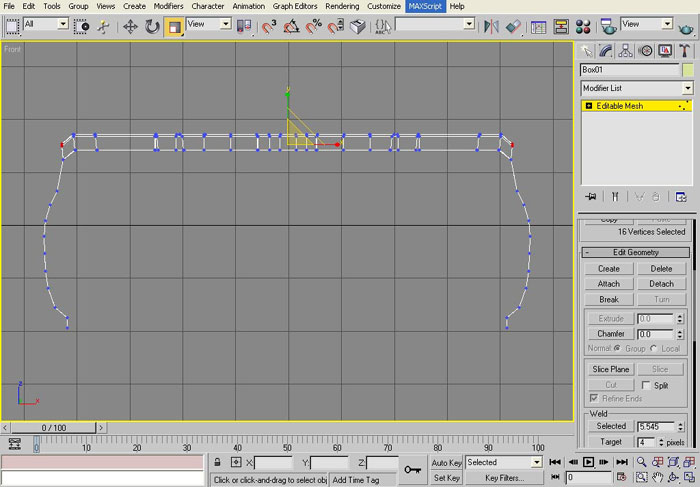 File Edit Tools Group Views Create Modifiers Character Animation Graph Editors Rendering Customize MAXScript Help
All
View
3
3
%
ABC
View
Front
y
x
z
x
Box01
Modifier List
Editable Mesh
Copy
16 Vertices Selected
- Edit Geometry
Create Delete
Attach Detach
Break Turn
Extrude 0.0
Chamfer 0.0
Normal Group Local
Slice Plane Slice
Cut Split
Refine Ends
Weld
Selected 5.545
Target 4 pixels
< 0 / 100 >
0 10 20 30 40 50 60 70 80 90 100
X: Y: Z:
Auto Key Selected
Click or click-and-drag to select obj Add Time Tag
Set Key Key Filters...
0